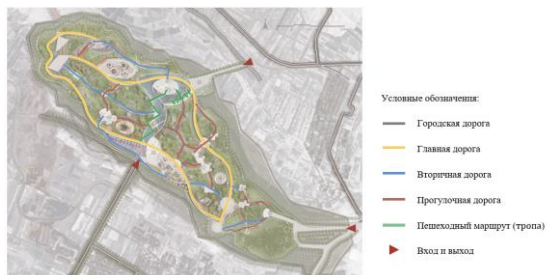 Условные обозначения:
Городская дорога
Главная дорога
Вторичная дорога
Прогулочная дорога
Пешеходный маршрут (тропа)
Вход и выход